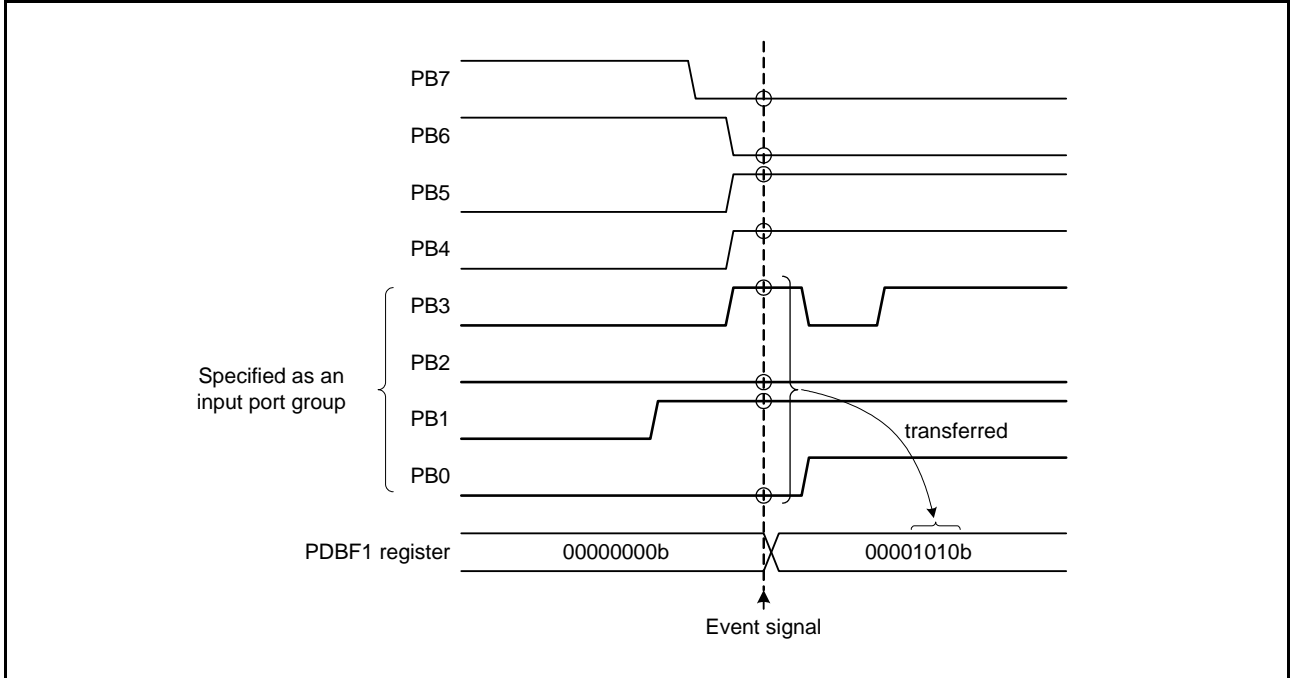 PB7
PB6
PB5
PB4
PB3
PB2
Specified as an
input port group
PB1
transferred
PB0
PDBF1 register 00000000b 00001010b
Event signal